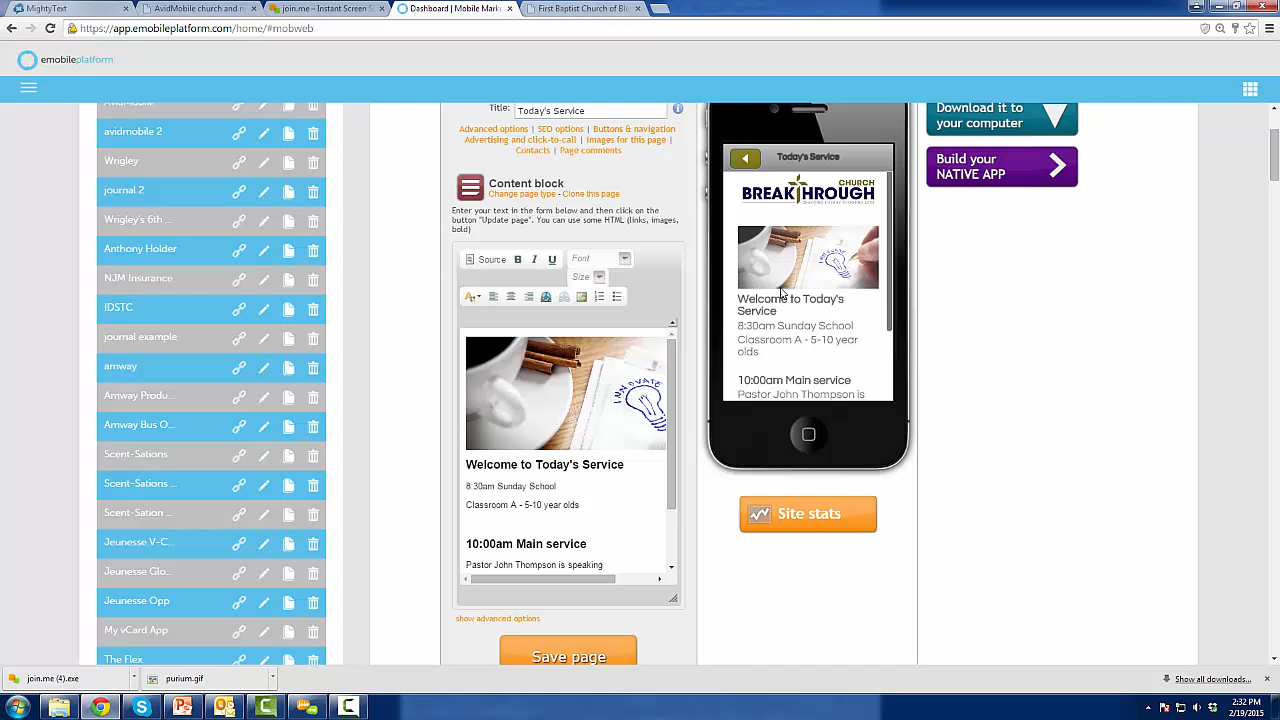 MightyText
AvidMobile church and n
join.me – Instant Screen S
Dashboard | Mobile Marke
First Baptist Church of Blu
https://app.emobileplatform.com/home/#mobweb
emobileplatform
avidmobile 2
Wrigley
journal 2
Wrigley's 6th ...
Anthony Holder
NJM Insurance
IDSTC
journal example
amway
Amway Produ...
Amway Bus O...
Scent-Sations
Scent-Sations ...
Scent-Sation ...
Jeunesse V-C...
Jeunesse Glo...
Jeunesse Opp
My vCard App
The Flex
Title: Today's Service
Advanced options | SEO options | Buttons & navigation
Advertising and click-to-call | Images for this page |
Contacts | Page comments
Content block
Change page type - Clone this page
Enter your text in the form below and then click on the
button "Update page". You can use some HTML (links, images,
bold)
Source B I U Font
Size
INNOVATE
Welcome to Today's Service
8:30am Sunday School
Classroom A - 5-10 year olds
10:00am Main service
Pastor John Thompson is speaking
show advanced options
Save page
Today's Service
CHURCH
BREAKTHROUGH
Welcome to Today's
Service
8:30am Sunday School
Classroom A - 5-10 year
olds
10:00am Main service
Pastor John Thompson is
Site stats
Download it to
your computer
Build your
NATIVE APP
join.me (4).exe
purium.gif
Show all downloads...
2:32 PM
2/19/2015